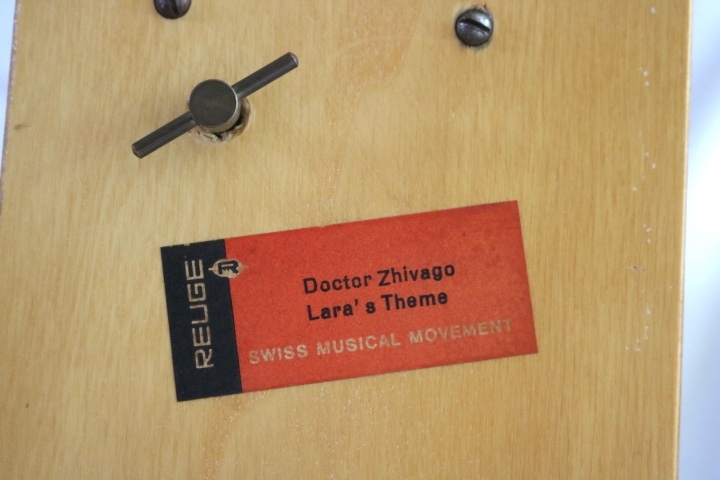 REUGE
R
Doctor Zhivago
Lara's Theme
SWISS MUSICAL MOVEMENT